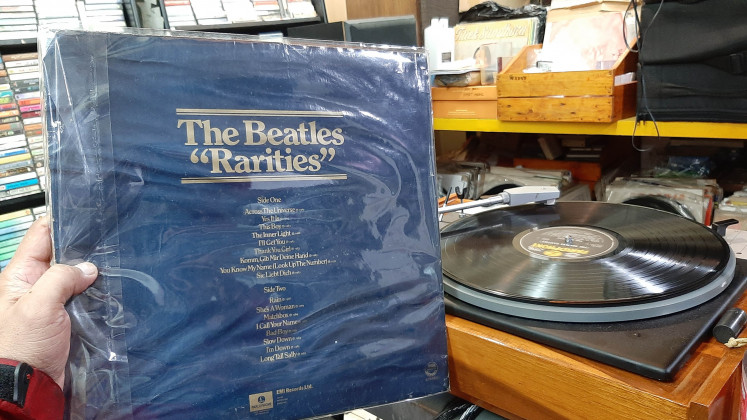 The Beatles
“Rarities”
Side One
Across The Universe
Yes It Is
This Boy
The Inner Light
I'll Get You
Thank You Girl
Komm, Gib Mir Deine Hand
You Know My Name (Look Up The Number)
Sie Liebt Dich
Side Two
Rain
She's A Woman
Matchbox
I Call Your Name
Bad Boy
Slow Down
I'm Down
Long Tall Sally
EMI Records Ltd.